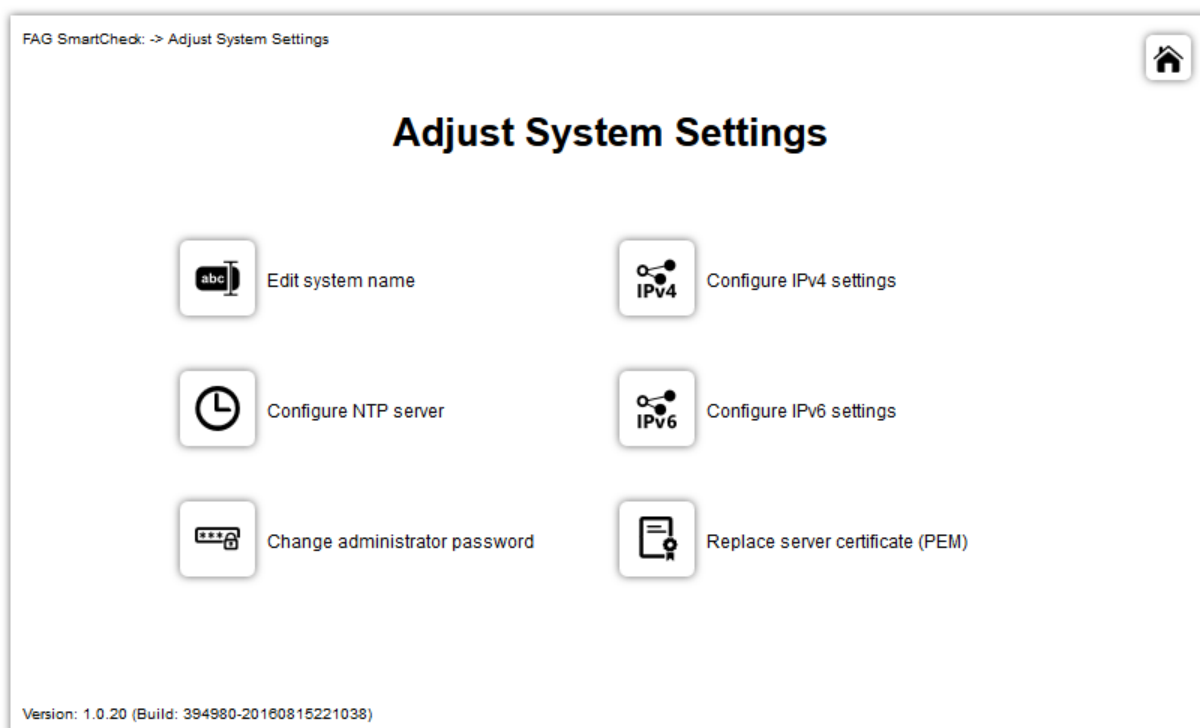 FAG SmartCheck: -> Adjust System Settings
Adjust System Settings
abc
Edit system name
IPv4
Configure IPv4 settings
Configure NTP server
IPv6
Configure IPv6 settings
***
Change administrator password
Replace server certificate (PEM)
Version: 1.0.20 (Build: 394980-20160815221038)